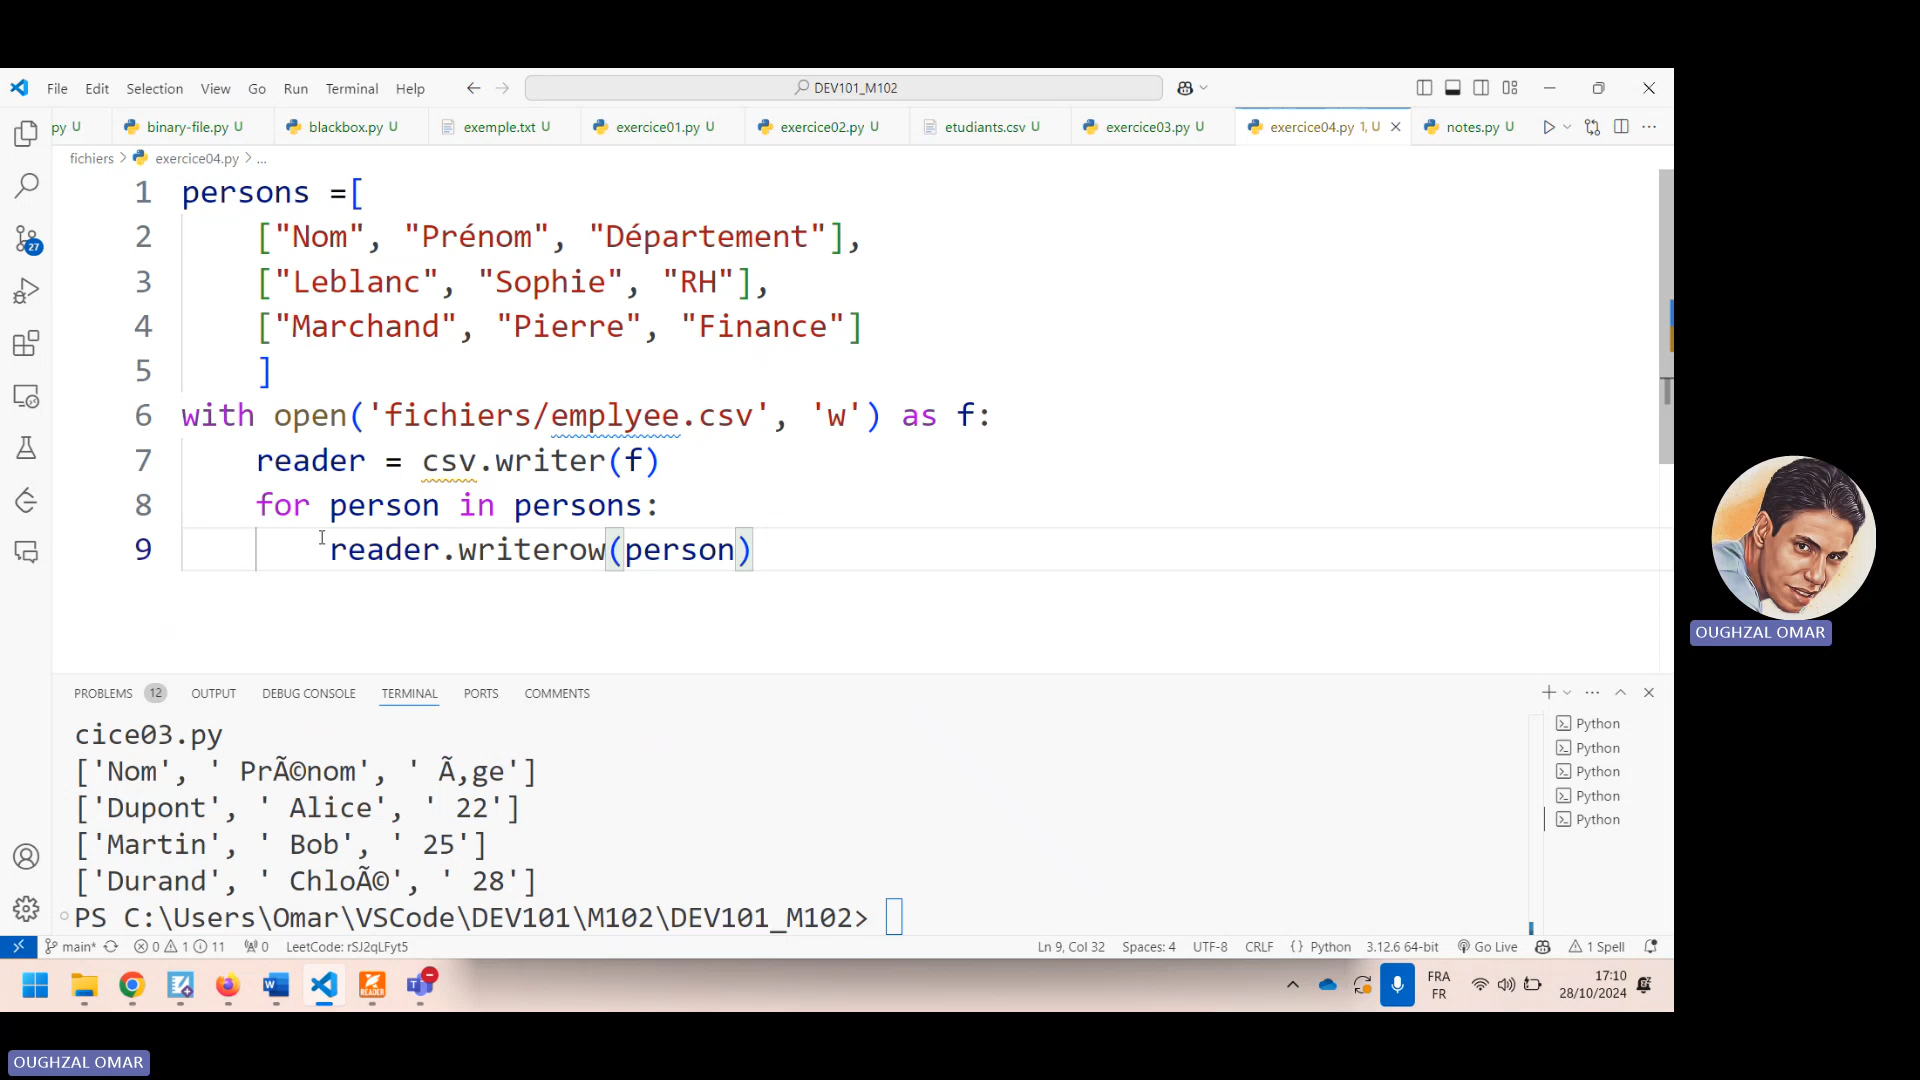 File Edit Selection View Go Run Terminal Help DEV101_M102
py U binary-file.py U blackbox.py U exemple.txt U exercice01.py U exercice02.py U etudiants.csv U exercice03.py U exercice04.py 1, U notes.py U
fichiers > exercice04.py > ...
1 persons =[
2 ["Nom", "Prénom", "Département"],
3 ["Leblanc", "Sophie", "RH"],
4 ["Marchand", "Pierre", "Finance"]
5 ]
6 with open('fichiers/emplyee.csv', 'w') as f:
7 reader = csv.writer(f)
8 for person in persons:
9 reader.writerow(person)
27
OUGHZAL OMAR
PROBLEMS 12 OUTPUT DEBUG CONSOLE TERMINAL PORTS COMMENTS
cice03.py
['Nom', ' PrÃ©nom', ' Ã‚ge']
['Dupont', ' Alice', ' 22']
['Martin', ' Bob', ' 25']
['Durand', ' ChloÃ©', ' 28']
PS C:\Users\Omar\VSCode\DEV101\M102\DEV101_M102>
Python
Python
Python
Python
Python
main* 0 1 11 0 LeetCode: rSJ2qLFyt5 Ln 9, Col 32 Spaces: 4 UTF-8 CRLF {} Python 3.12.6 64-bit Go Live 1 Spell
READER
FRA
FR
17:10
28/10/2024
OUGHZAL OMAR